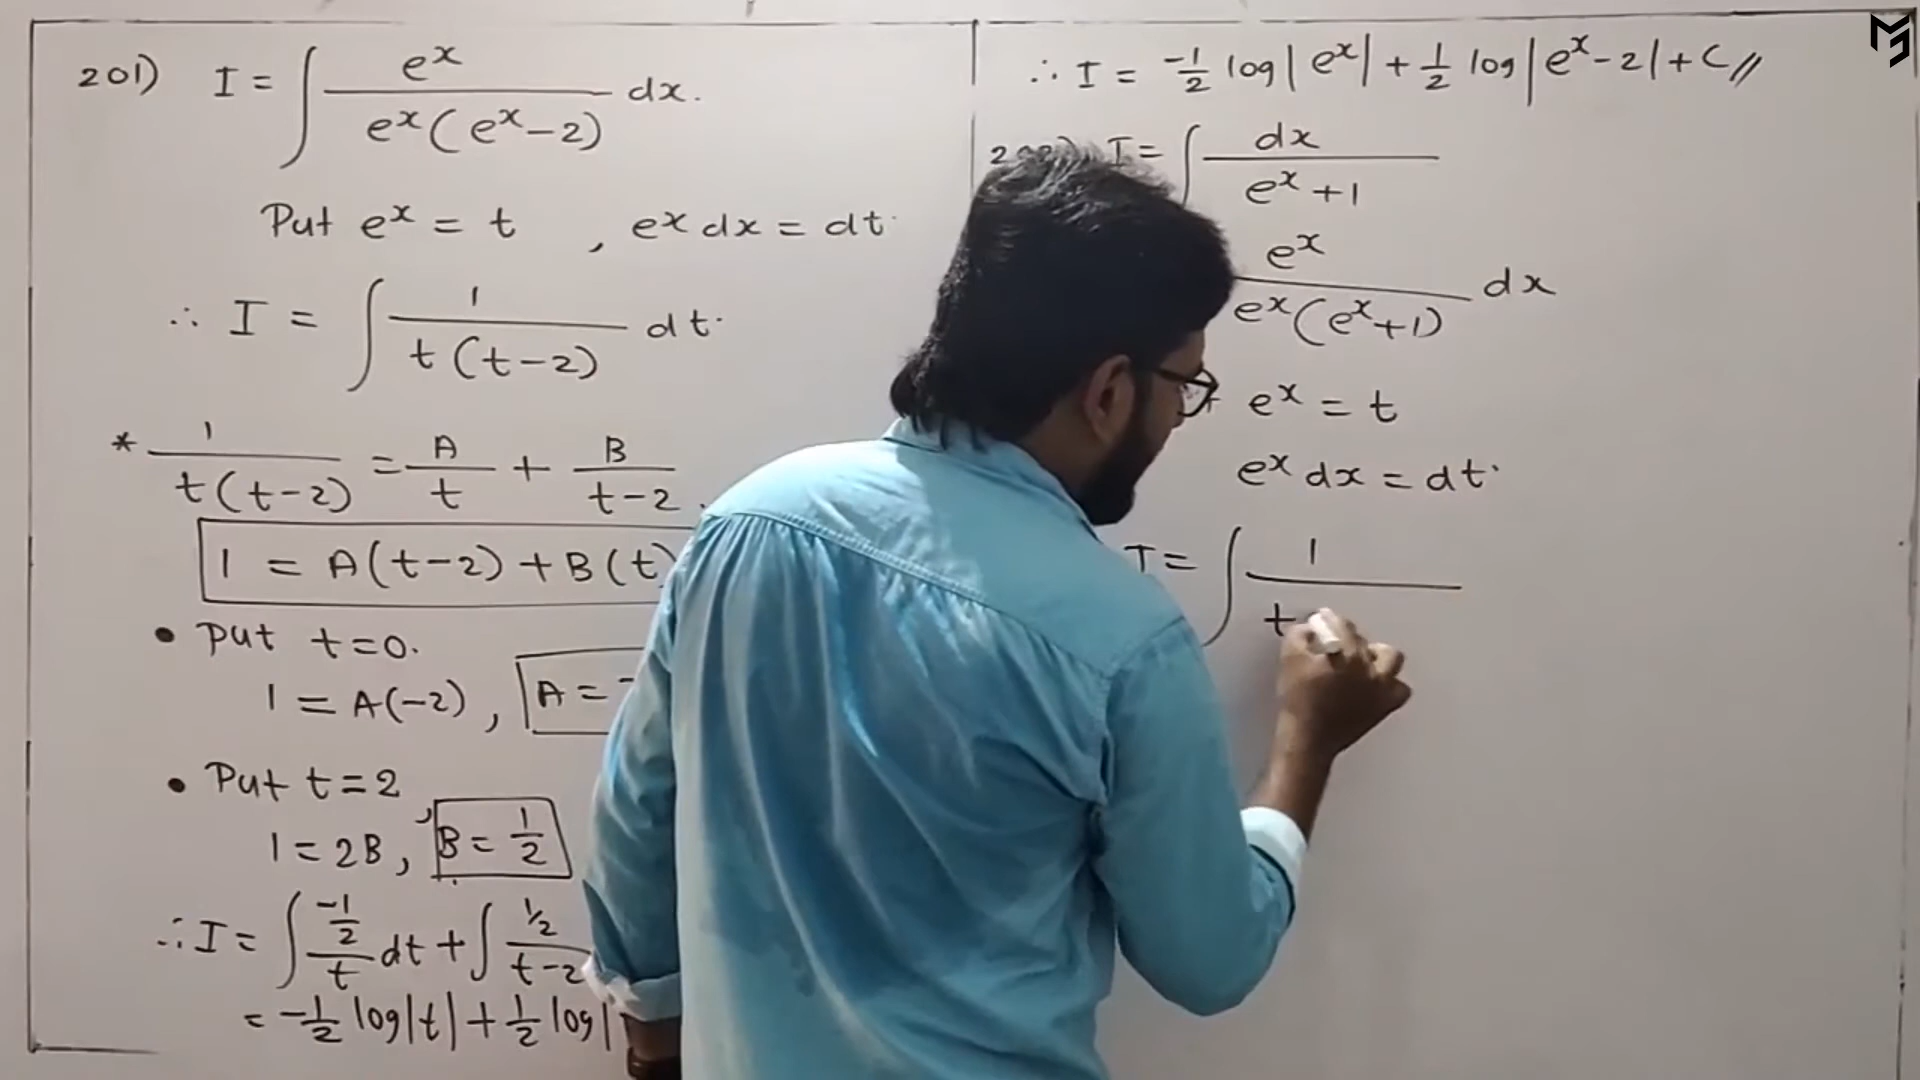 201) I = ∫ e^x / e^x(e^x-2) dx.
Put e^x = t , e^x dx = dt.
∴ I = ∫ 1 / t(t-2) dt.
* 1 / t(t-2) = A/t + B/t-2
1 = A(t-2) + B(t)
• put t=0.
1 = A(-2), A = -
• Put t=2,
1 = 2B, B = 1/2
∴ I = ∫ -1/2 / t dt + ∫ 1/2 / t-2
= -1/2 log|t| + 1/2 log|
∴ I = -1/2 log|e^x| + 1/2 log|e^x-2| + C//
I = ∫ dx / e^x+1
e^x / e^x(e^x+1) dx
e^x = t
e^x dx = dt.
I = ∫ 1 / t